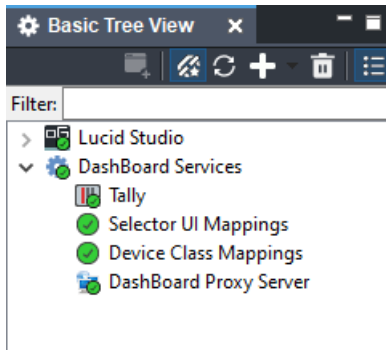 Basic Tree View
Filter:
Lucid Studio
DashBoard Services
Tally
Selector UI Mappings
Device Class Mappings
DashBoard Proxy Server